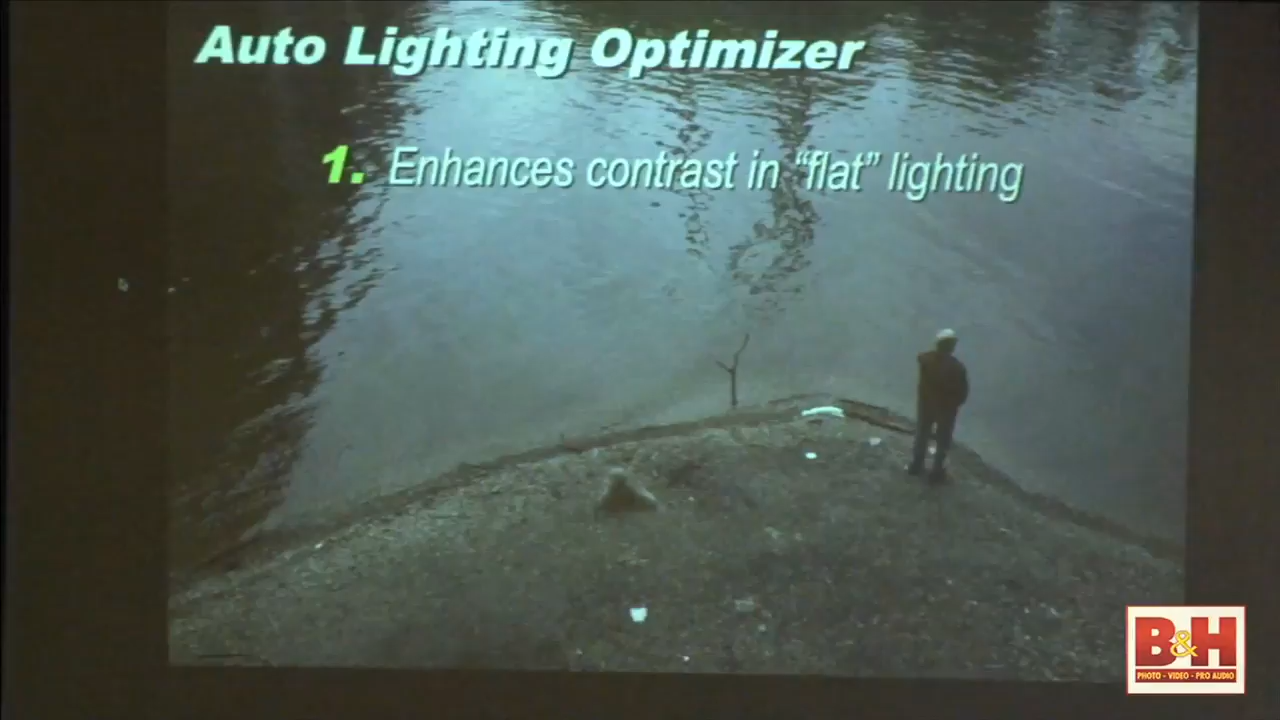 Auto Lighting Optimizer
1. Enhances contrast in “flat” lighting
B&H
PHOTO - VIDEO - PRO AUDIO